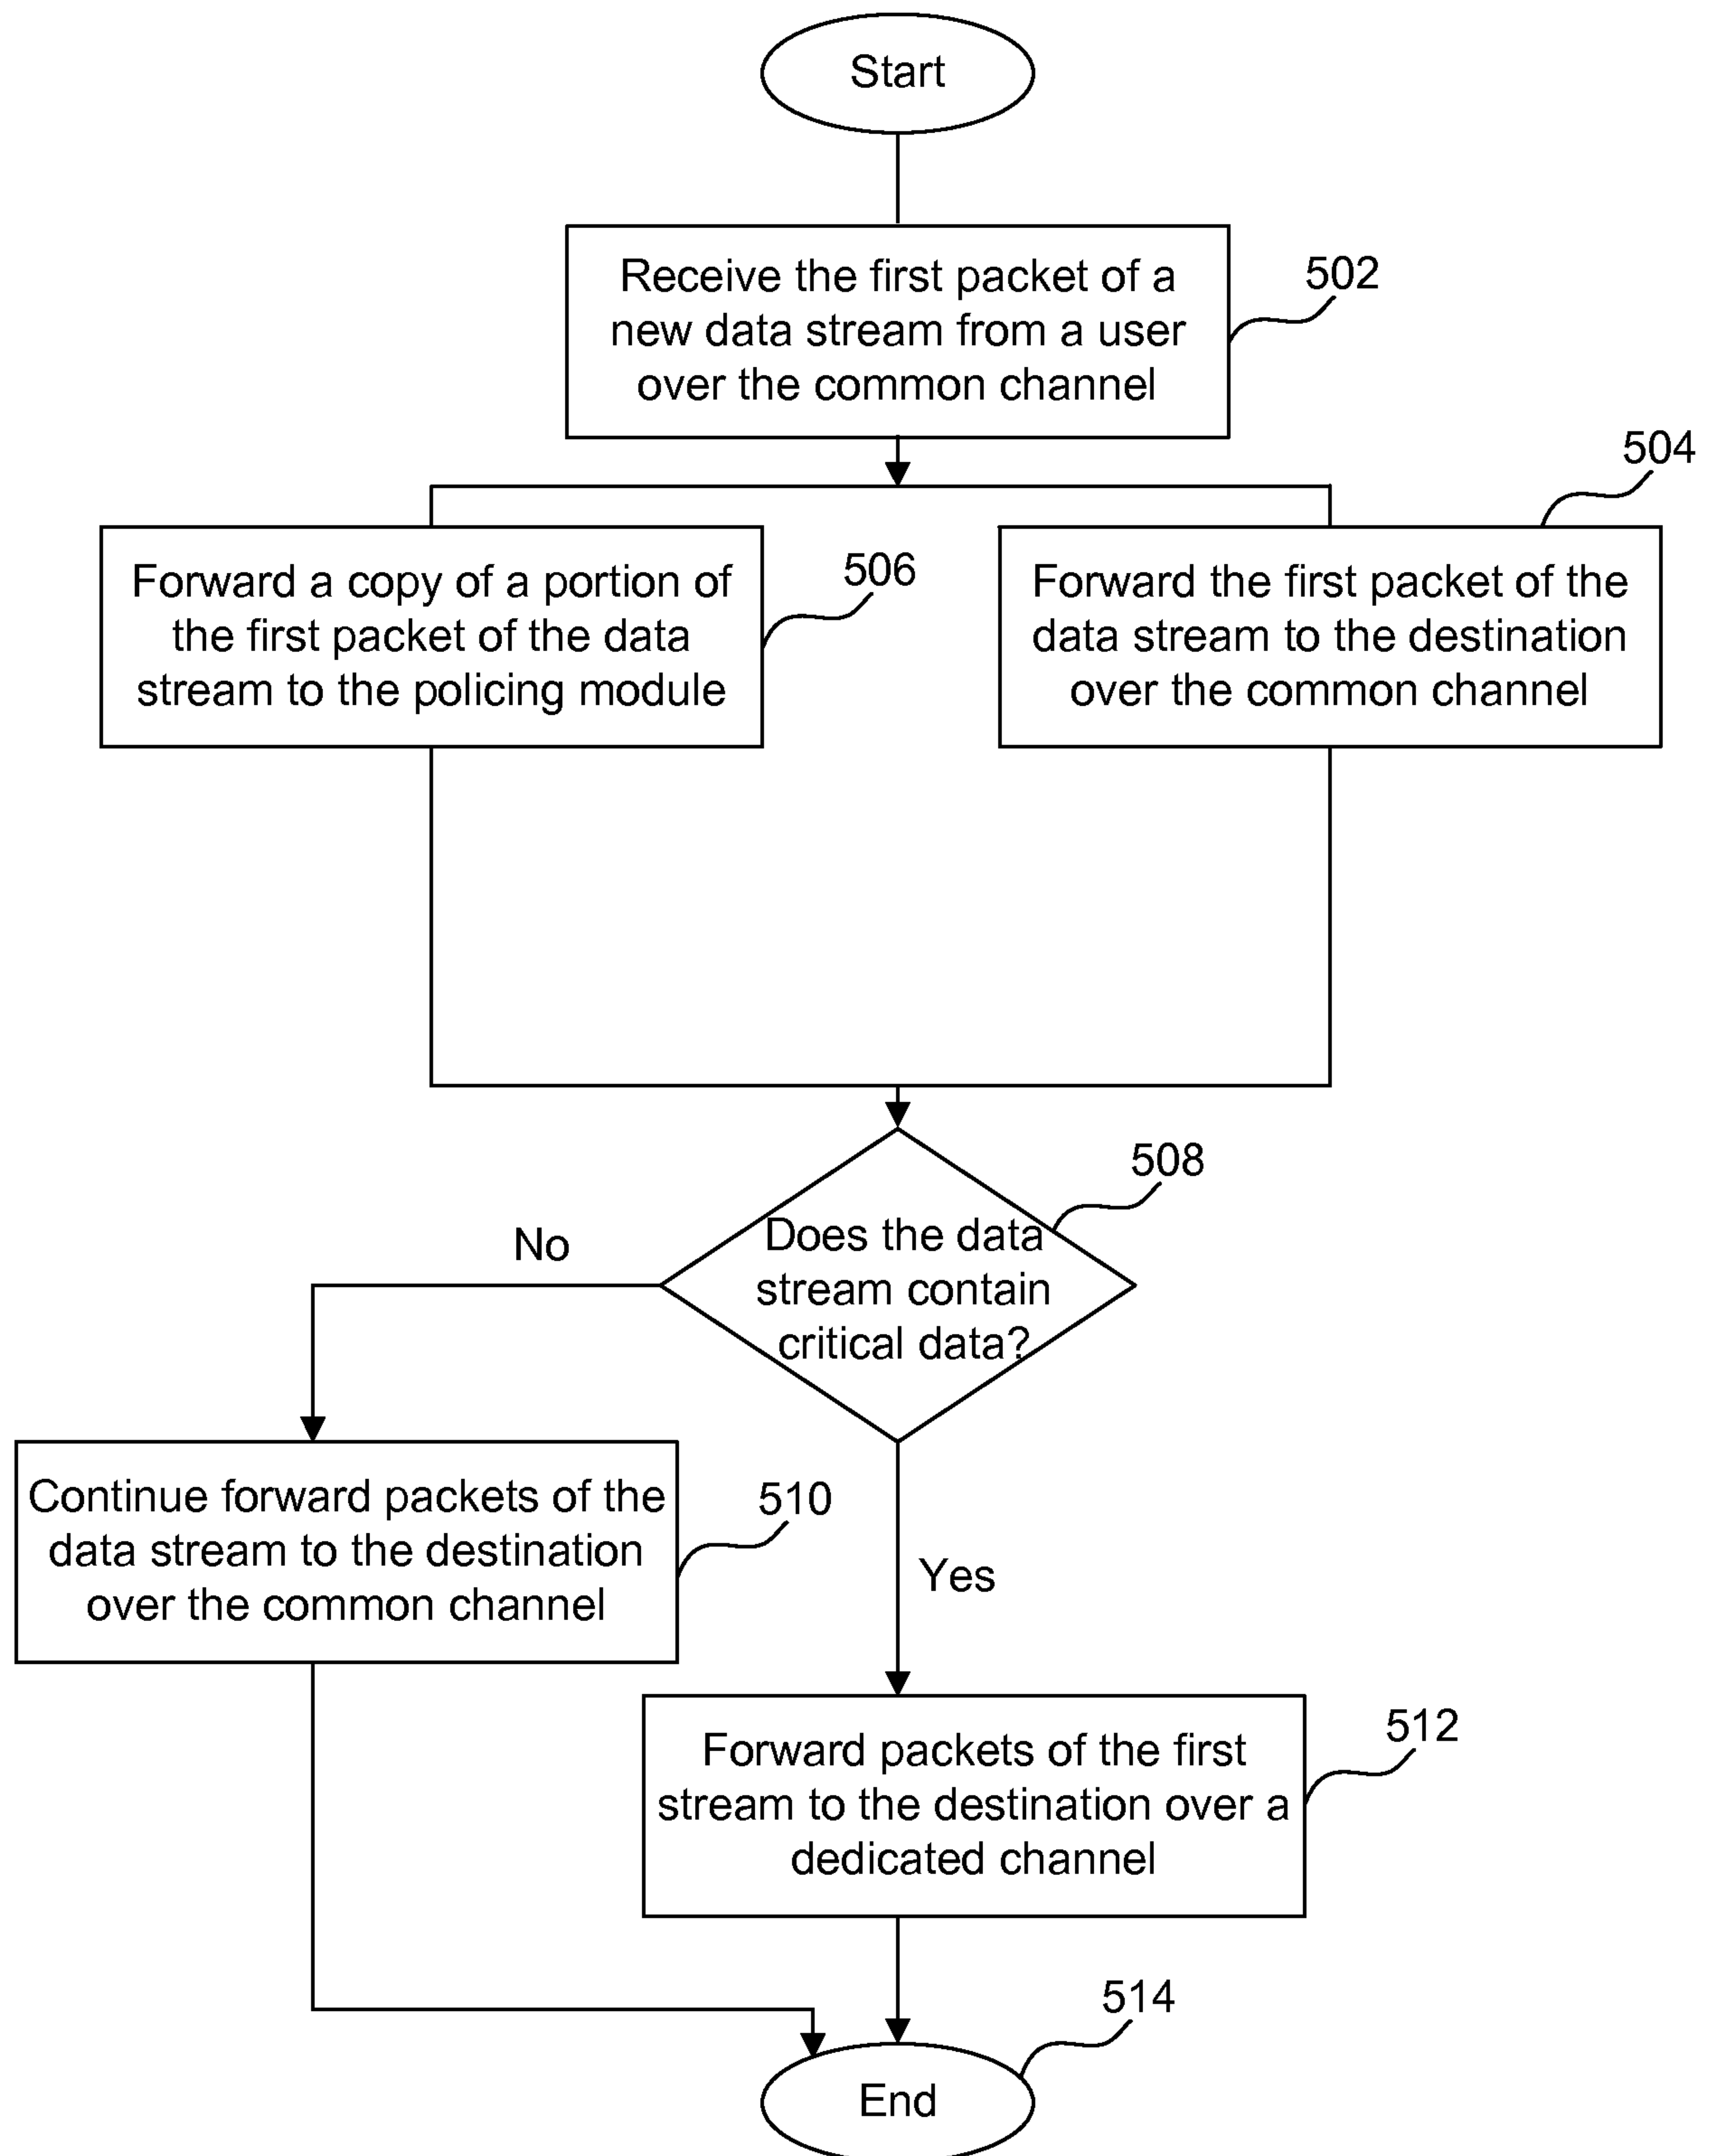 Start
Receive the first packet of a
new data stream from a user
over the common channel
502
504
Forward a copy of a portion of
the first packet of the data
stream to the policing module
506
Forward the first packet of the
data stream to the destination
over the common channel
508
Does the data
stream contain
critical data?
No
Yes
Continue forward packets of the
data stream to the destination
over the common channel
510
Forward packets of the first
stream to the destination over a
dedicated channel
512
514
End